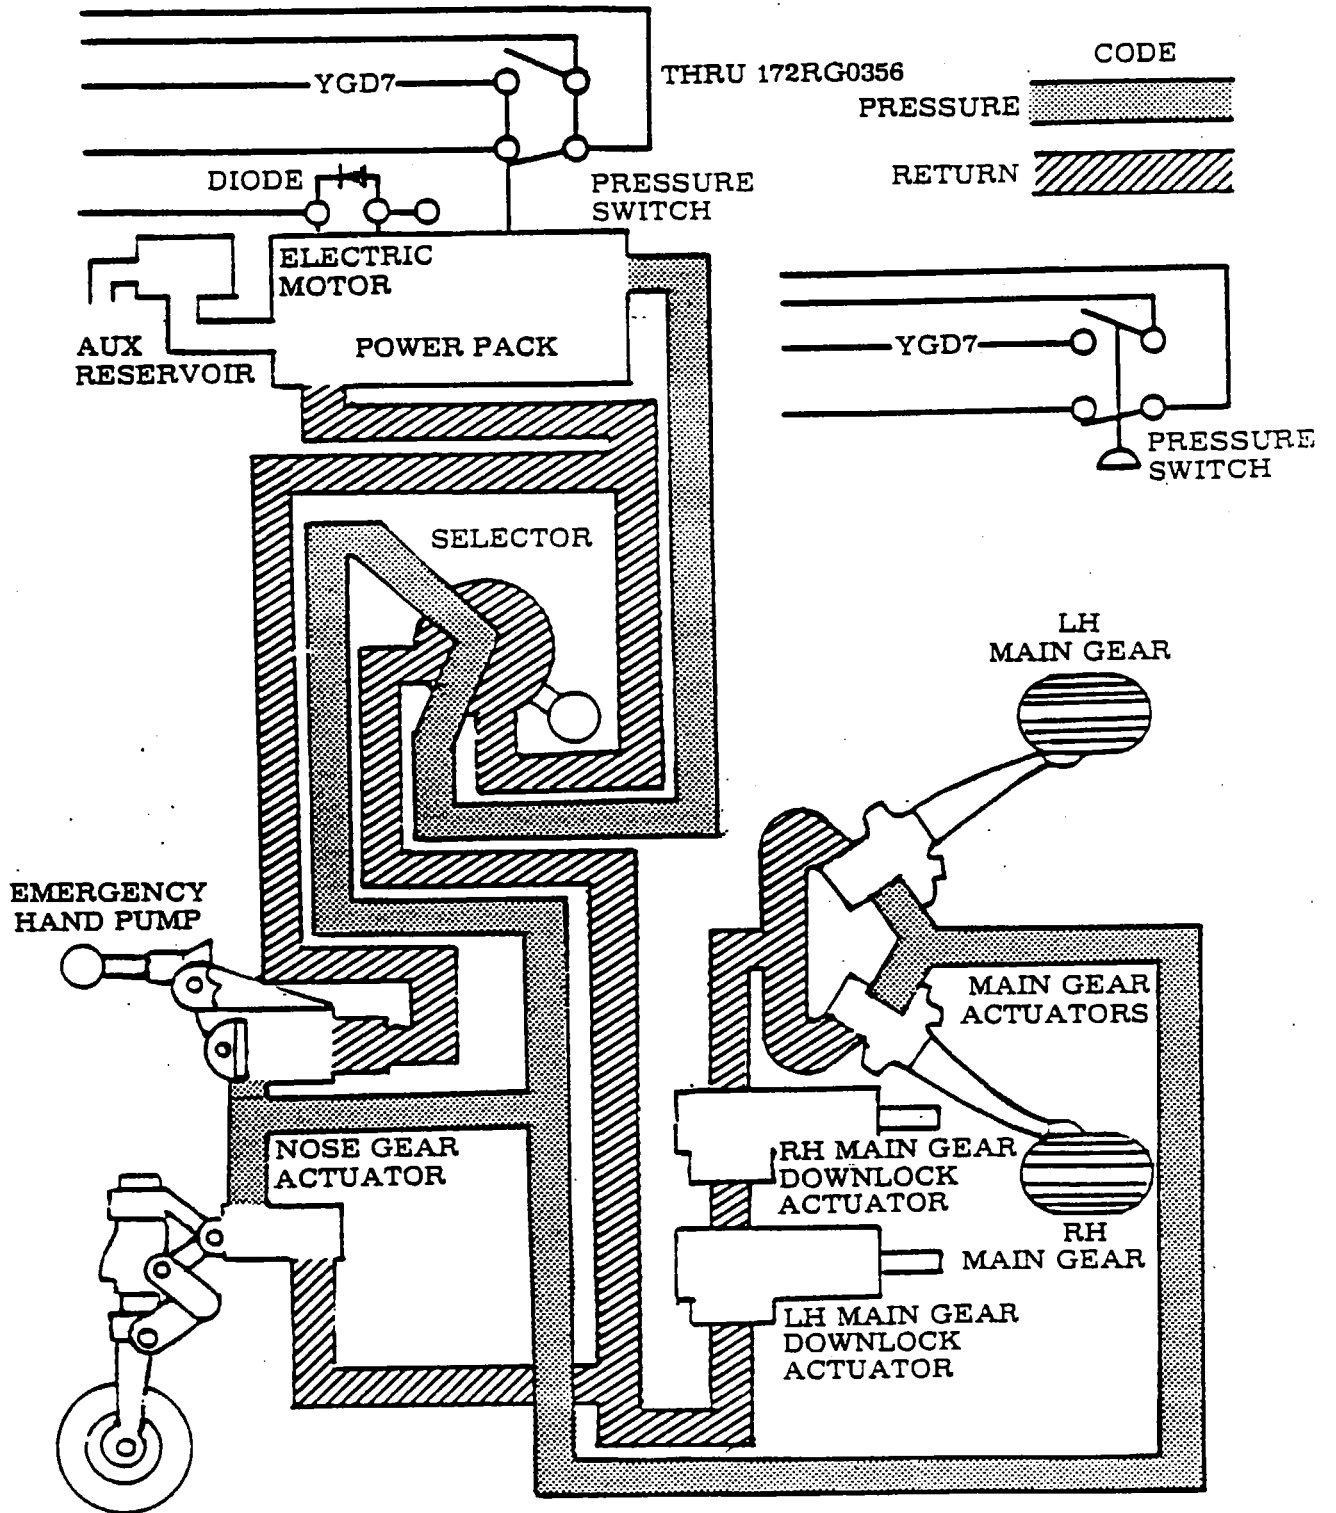 CODE
YGD7
THRU 172RG0356
PRESSURE
RETURN
DIODE
PRESSURE
SWITCH
ELECTRIC
MOTOR
POWER PACK
AUX
RESERVOIR
YGD7
PRESSURE
SWITCH
SELECTOR
LH
MAIN GEAR
EMERGENCY
HAND PUMP
MAIN GEAR
ACTUATORS
NOSE GEAR
ACTUATOR
RH MAIN GEAR
DOWNLOCK
ACTUATOR
RH
MAIN GEAR
LH MAIN GEAR
DOWNLOCK
ACTUATOR